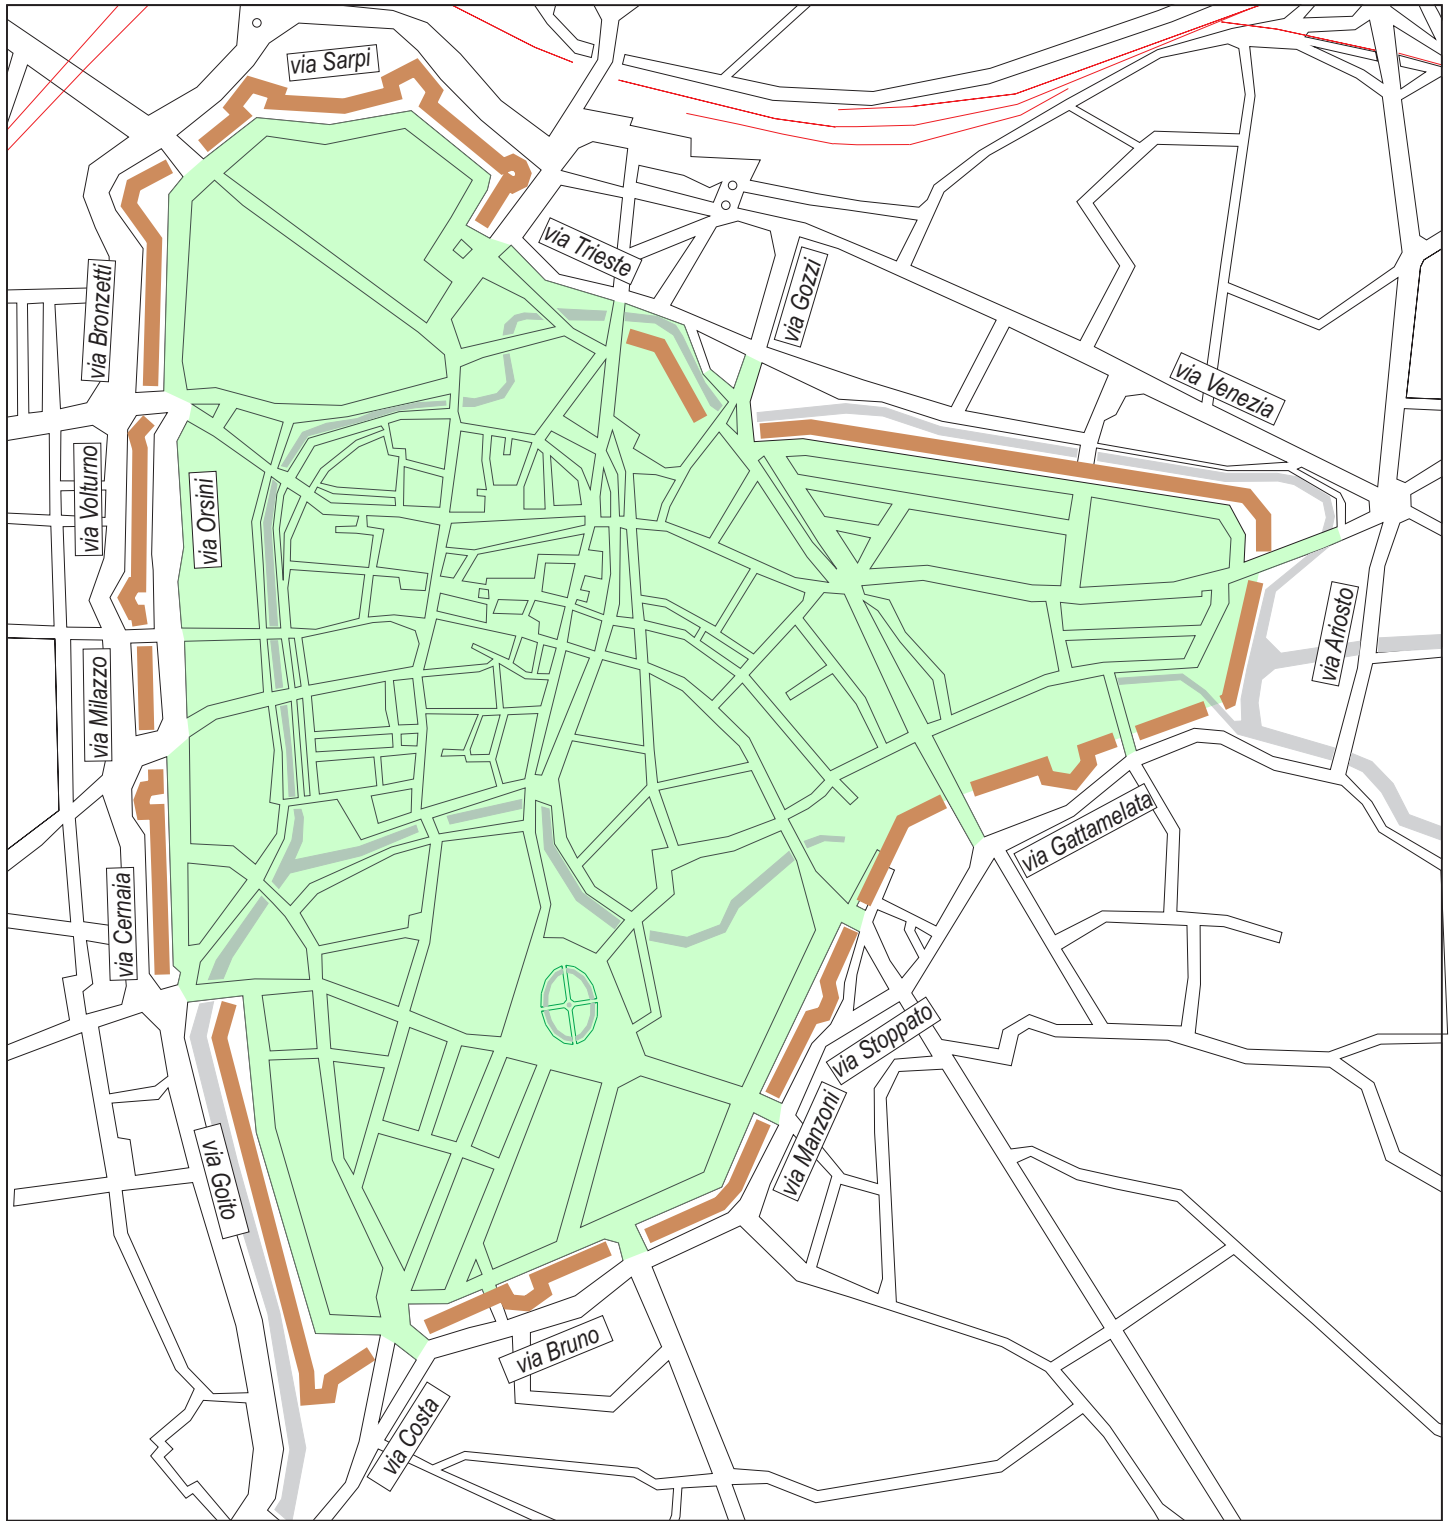 via Sarpi
via Trieste
via Gozzi
via Bronzetti
via Venezia
via Volturno
via Orsini
via Ariosto
via Milazzo
via Gattamelata
via Cernaia
via Stoppato
via Manzoni
via Goito
via Bruno
via Costa